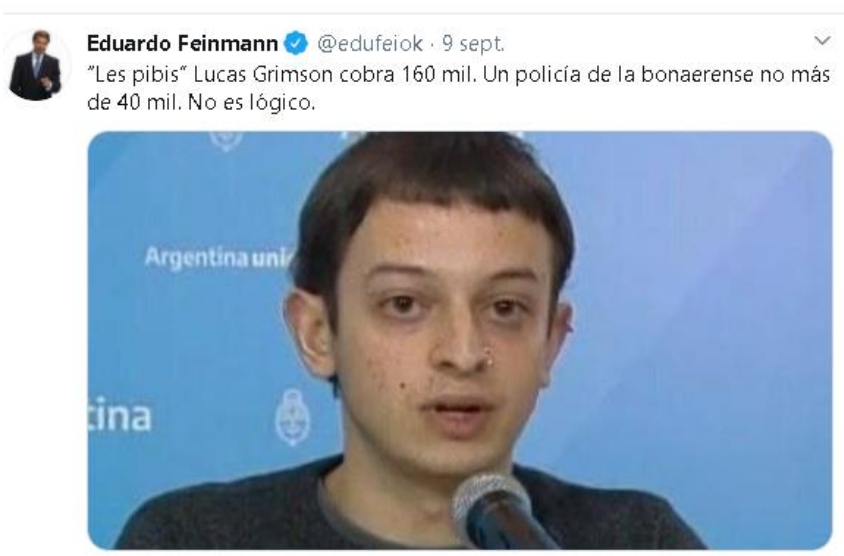 Eduardo Feinmann @edufeiok · 9 sept.
"Les pibis" Lucas Grimson cobra 160 mil. Un policía de la bonaerense no más
de 40 mil. No es lógico.
Argentina uni
tina